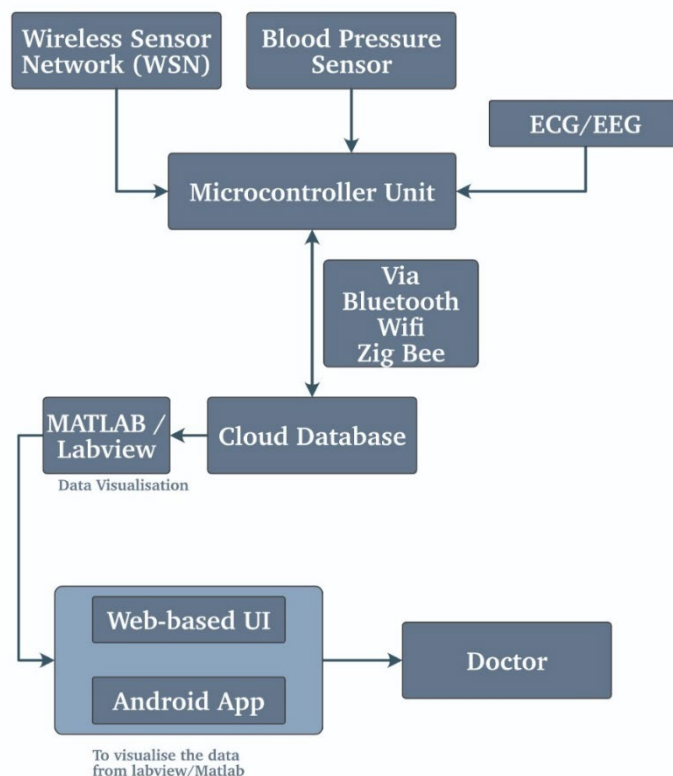 Wireless Sensor
Network (WSN)
Blood Pressure
Sensor
ECG/EEG
Microcontroller Unit
Via
Bluetooth
Wifi
Zig Bee
MATLAB /
Labview
Cloud Database
Data Visualisation
Web-based UI
Android App
Doctor
To visualise the data
from labview/Matlab